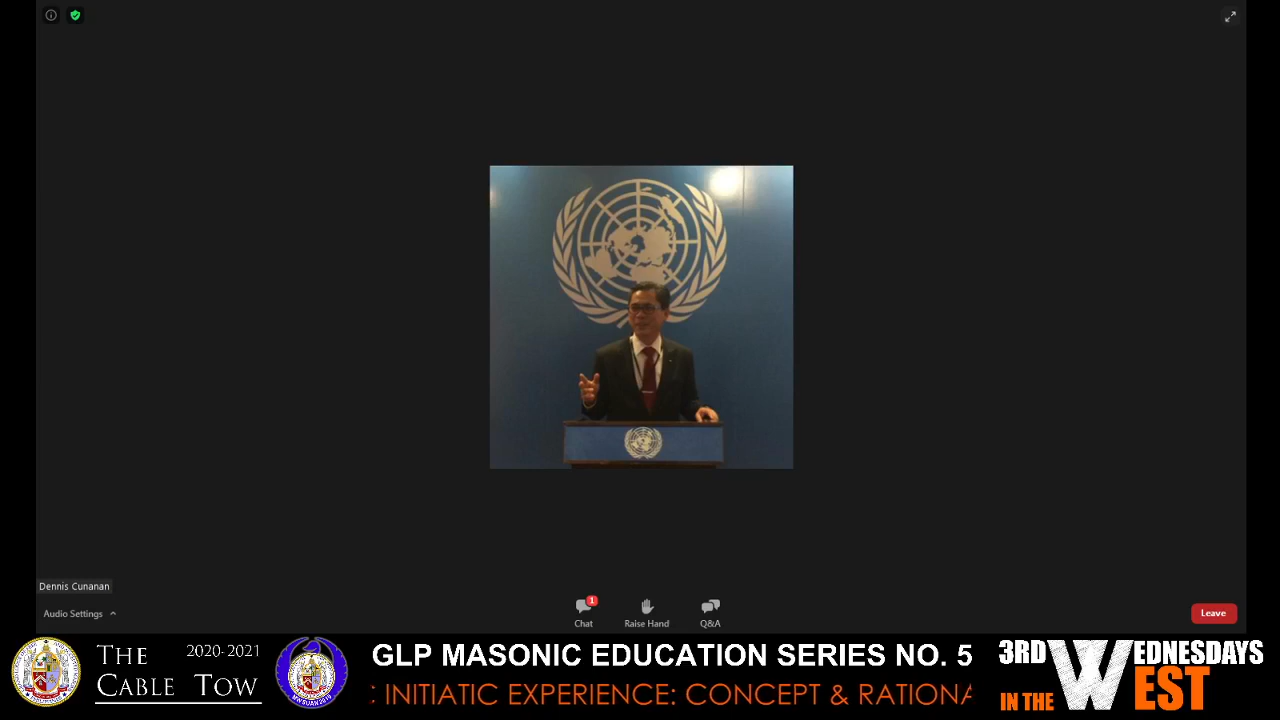 Dennis Cunanan
Audio Settings
Chat
1
Raise Hand
Q&A
Leave
THE
CABLE TOW
2020-2021
GLP MASONIC EDUCATION SERIES NO. 5
C INITIATIC EXPERIENCE: CONCEPT & RATIONA
3RD WEDNESDAYS
IN THE WEST